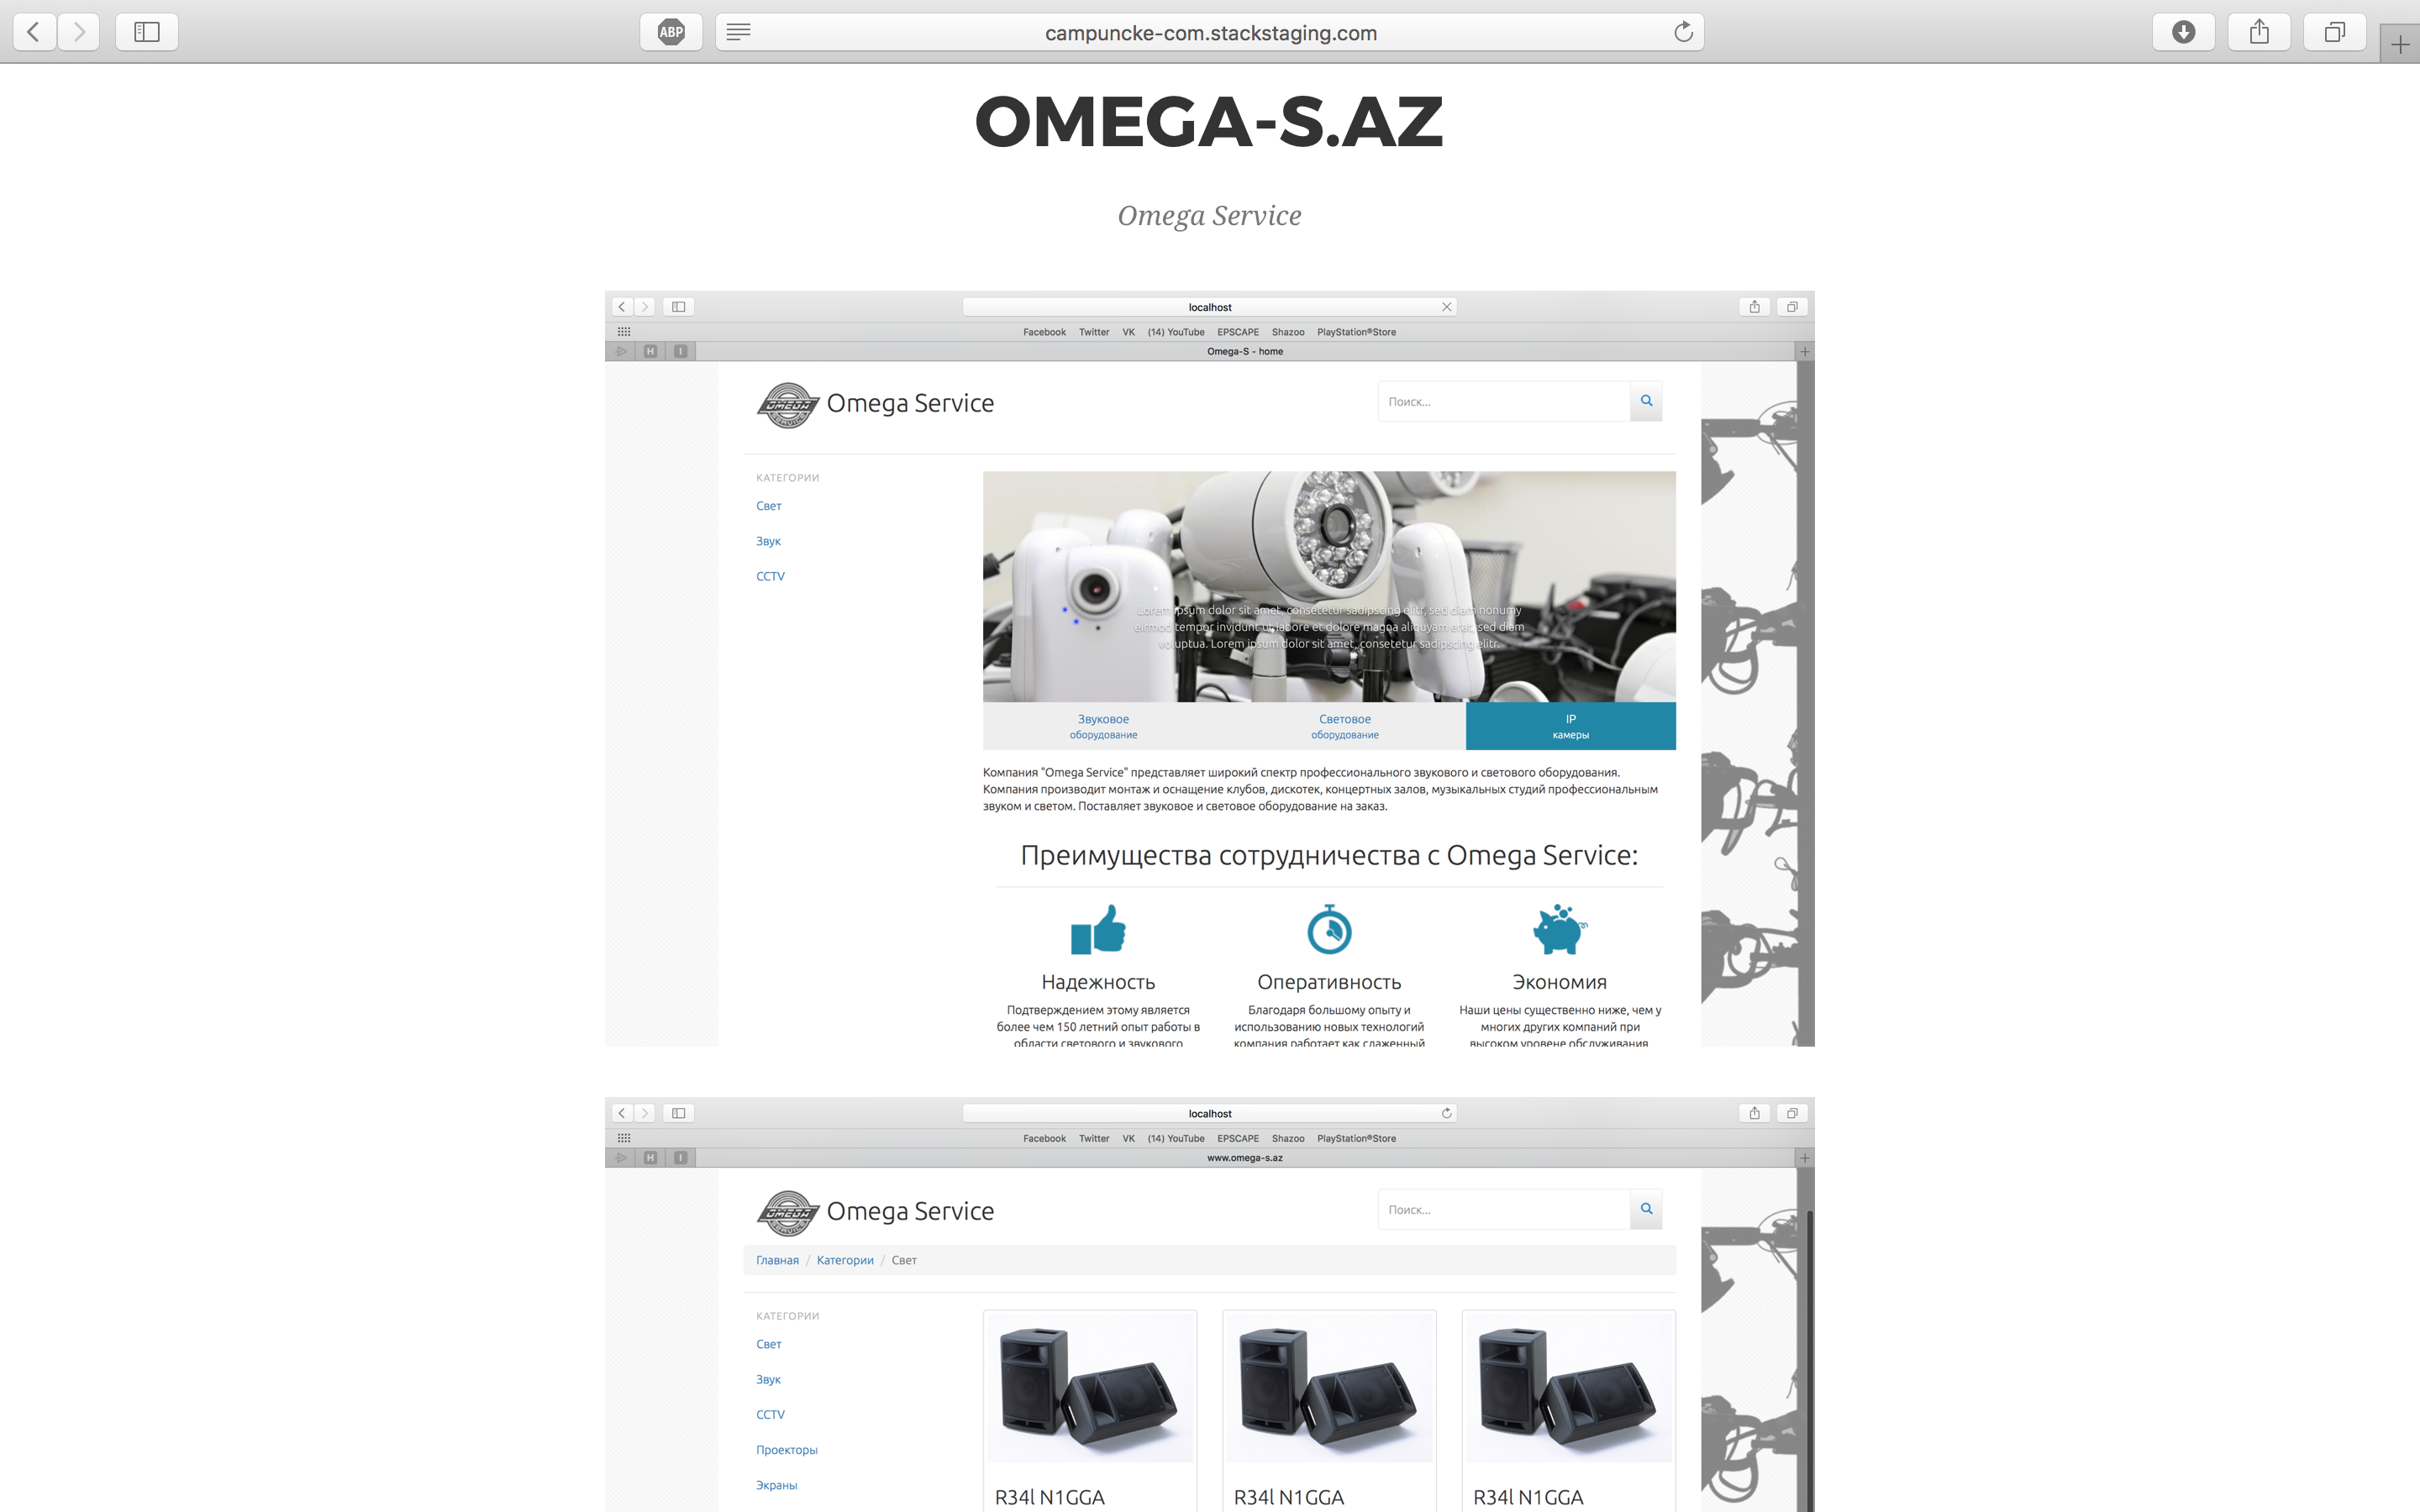 ABP
campuncke-com.stackstaging.com
OMEGA-S.AZ
Omega Service
localhost
Facebook Twitter VK (14) YouTube EPSCAPE Shazoo PlayStation®Store
H I Omega-S - home
OMEGA SERVICE
Omega Service
Поиск...
КАТЕГОРИИ
Свет
Звук
CCTV
Lorem ipsum dolor sit amet, consetetur sadipscing elitr, sed diam nonumy
eirmod tempor invidunt ut labore et dolore magna aliquyam erat, sed diam
voluptua. Lorem ipsum dolor sit amet, consetetur sadipscing elitr.
Звуковое
оборудование
Световое
оборудование
IP
камеры
Компания "Omega Service" представляет широкий спектр профессионального звукового и светового оборудования.
Компания производит монтаж и оснащение клубов, дискотек, концертных залов, музыкальных студий профессиональным
звуком и светом. Поставляет звуковое и световое оборудование на заказ.
Преимущества сотрудничества с Omega Service:
Надежность
Подтверждением этому является
более чем 150 летний опыт работы в
области светового и звукового
Оперативность
Благодаря большому опыту и
использованию новых технологий
компания работает как слаженный
Экономия
Наши цены существенно ниже, чем у
многих других компаний при
высоком уровне обслуживания
localhost
Facebook Twitter VK (14) YouTube EPSCAPE Shazoo PlayStation®Store
H I www.omega-s.az
OMEGA SERVICE
Omega Service
Поиск...
Главная / Категории / Свет
КАТЕГОРИИ
Свет
Звук
CCTV
Проекторы
Экраны
R34l N1GGA
R34l N1GGA
R34l N1GGA